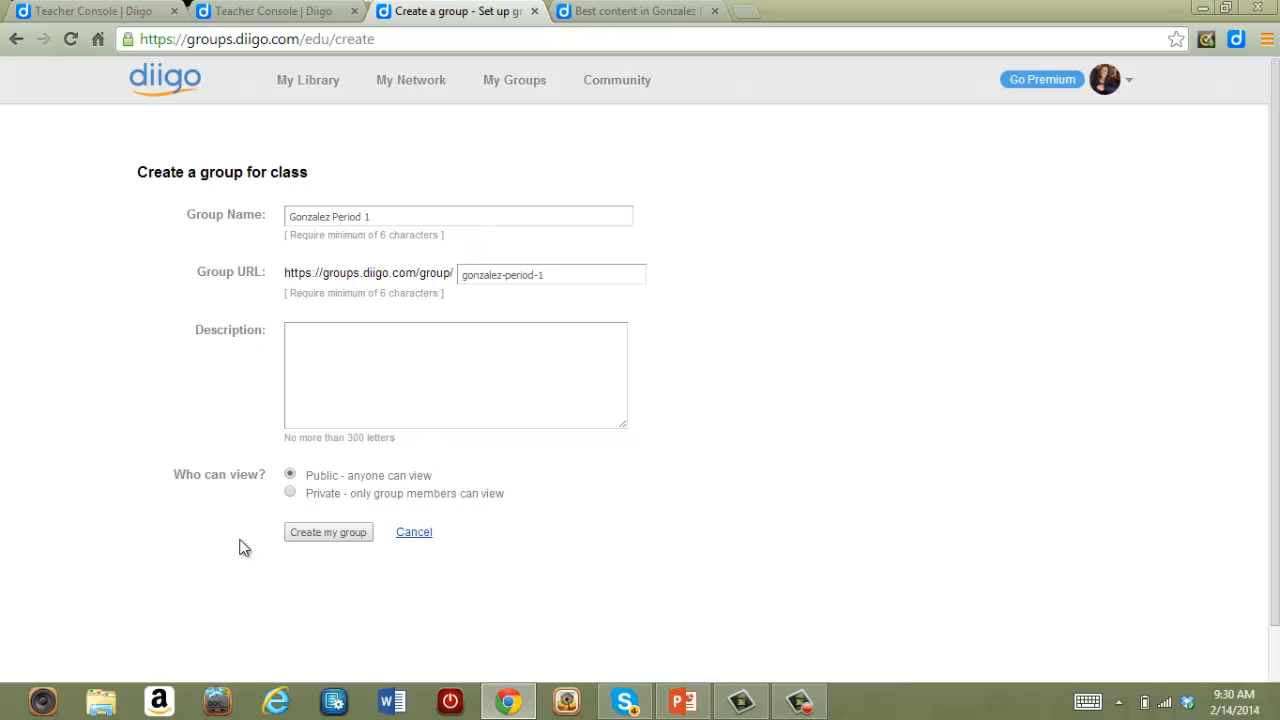 Teacher Console | Diigo
Teacher Console | Diigo
Create a group - Set up gr
Best content in Gonzalez
https://groups.diigo.com/edu/create
diigo
My Library
My Network
My Groups
Community
Go Premium
Create a group for class
Group Name:
Gonzalez Period 1
[ Require minimum of 6 characters ]
Group URL:
https://groups.diigo.com/group/
gonzalez-period-1
[ Require minimum of 6 characters ]
Description:
No more than 300 letters
Who can view?
Public - anyone can view
Private - only group members can view
Create my group
Cancel
9:30 AM
2/14/2014